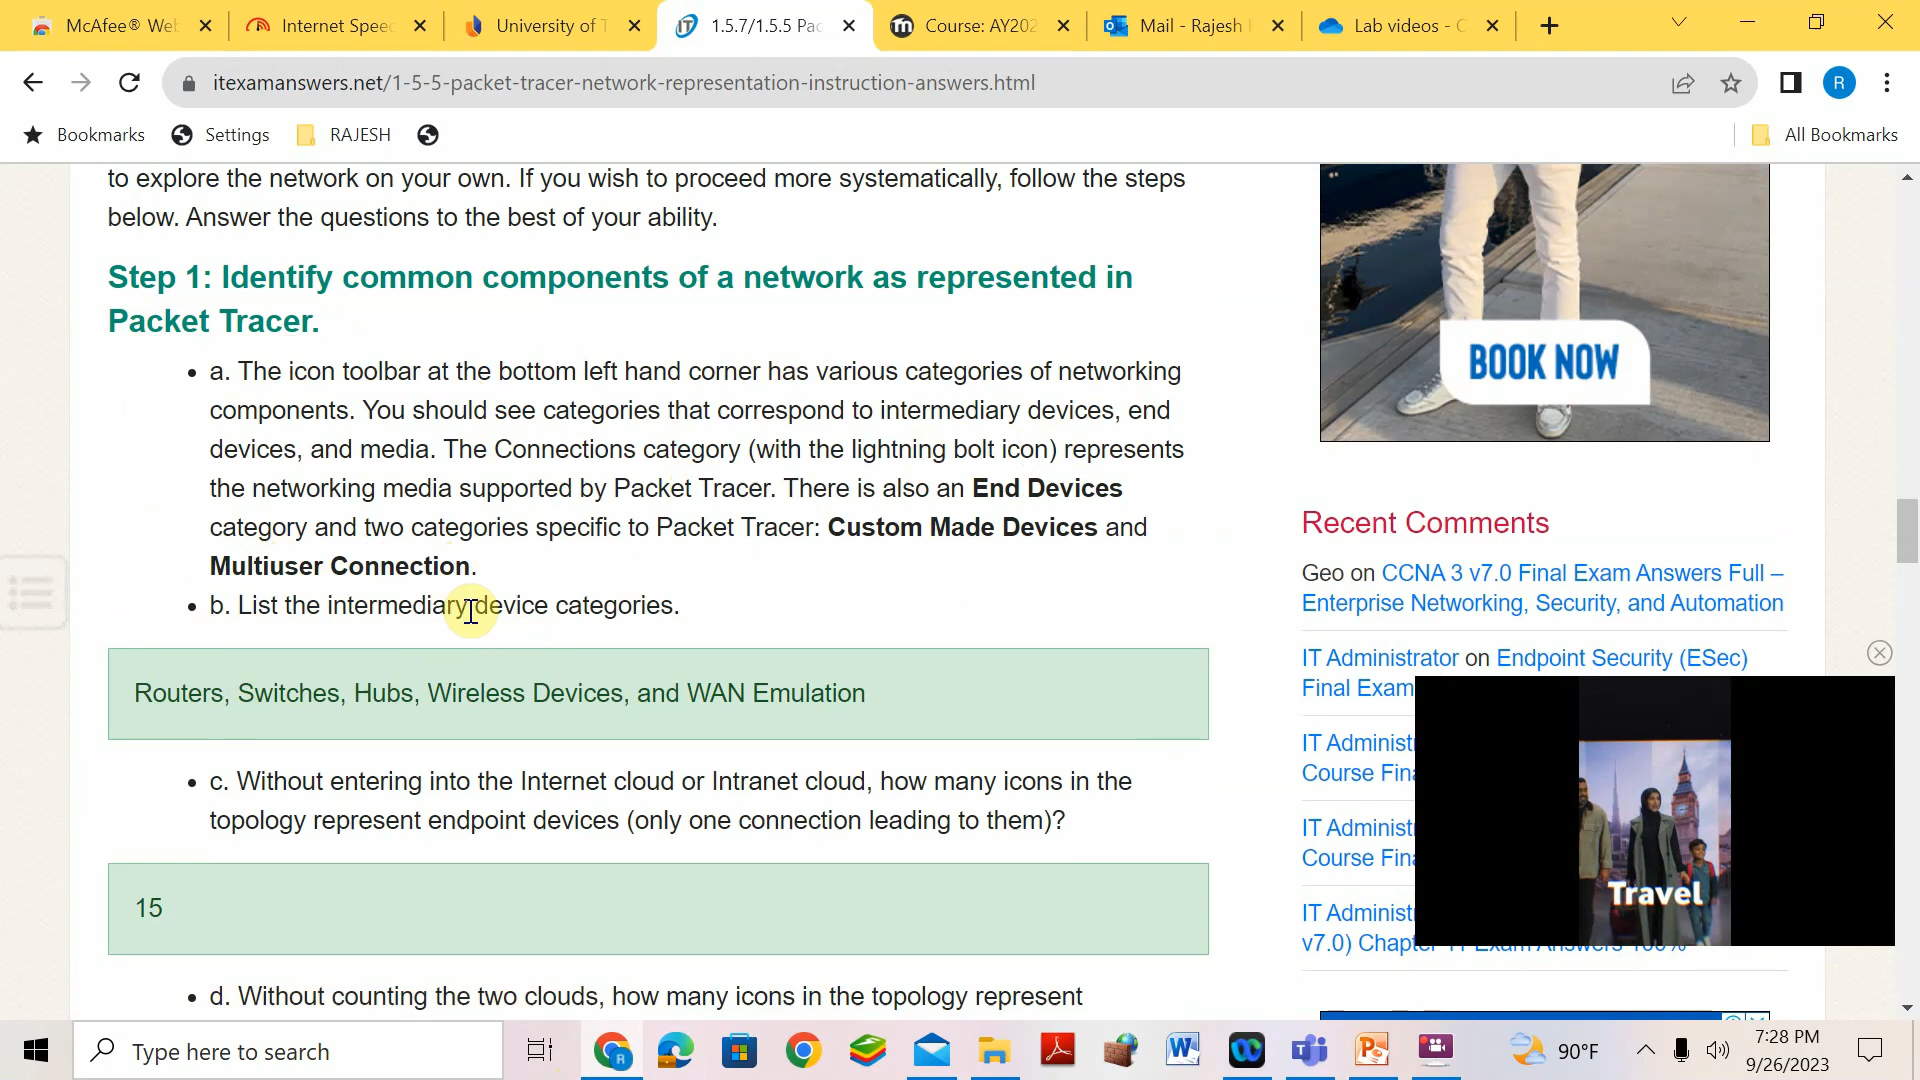 McAfee® We
Internet Speed
University of T
1.5.7/1.5.5 Pac
Course: AY202
Mail - Rajesh
Lab videos - C
itexamanswers.net/1-5-5-packet-tracer-network-representation-instruction-answers.html
R
Bookmarks
Settings
RAJESH
All Bookmarks
to explore the network on your own. If you wish to proceed more systematically, follow the steps
below. Answer the questions to the best of your ability.
Step 1: Identify common components of a network as represented in
Packet Tracer.
a. The icon toolbar at the bottom left hand corner has various categories of networking
components. You should see categories that correspond to intermediary devices, end
devices, and media. The Connections category (with the lightning bolt icon) represents
the networking media supported by Packet Tracer. There is also an End Devices
category and two categories specific to Packet Tracer: Custom Made Devices and
Multiuser Connection.
b. List the intermediary device categories.
Routers, Switches, Hubs, Wireless Devices, and WAN Emulation
c. Without entering into the Internet cloud or Intranet cloud, how many icons in the
topology represent endpoint devices (only one connection leading to them)?
15
d. Without counting the two clouds, how many icons in the topology represent
BOOK NOW
Recent Comments
Geo on CCNA 3 v7.0 Final Exam Answers Full –
Enterprise Networking, Security, and Automation
IT Administrator on Endpoint Security (ESec)
Final Exam
IT Administ
Course Fin
IT Administ
Course Fin
IT Administ
v7.0) Chapter 11 Exam Answers 100%
Travel
Type here to search
90°F
7:28 PM
9/26/2023